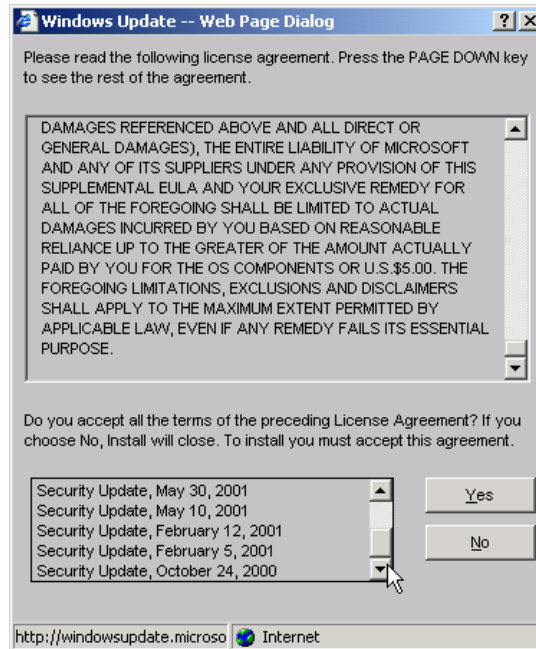 Windows Update -- Web Page Dialog
Please read the following license agreement. Press the PAGE DOWN key
to see the rest of the agreement.
DAMAGES REFERENCED ABOVE AND ALL DIRECT OR
GENERAL DAMAGES), THE ENTIRE LIABILITY OF MICROSOFT
AND ANY OF ITS SUPPLIERS UNDER ANY PROVISION OF THIS
SUPPLEMENTAL EULA AND YOUR EXCLUSIVE REMEDY FOR
ALL OF THE FOREGOING SHALL BE LIMITED TO ACTUAL
DAMAGES INCURRED BY YOU BASED ON REASONABLE
RELIANCE UP TO THE GREATER OF THE AMOUNT ACTUALLY
PAID BY YOU FOR THE OS COMPONENTS OR U.S.$5.00. THE
FOREGOING LIMITATIONS, EXCLUSIONS AND DISCLAIMERS
SHALL APPLY TO THE MAXIMUM EXTENT PERMITTED BY
APPLICABLE LAW, EVEN IF ANY REMEDY FAILS ITS ESSENTIAL
PURPOSE.
Do you accept all the terms of the preceding License Agreement? If you
choose No, Install will close. To install you must accept this agreement.
Security Update, May 30, 2001
Security Update, May 10, 2001
Security Update, February 12, 2001
Security Update, February 5, 2001
Security Update, October 24, 2000
Yes
No
http://windowsupdate.microso
Internet